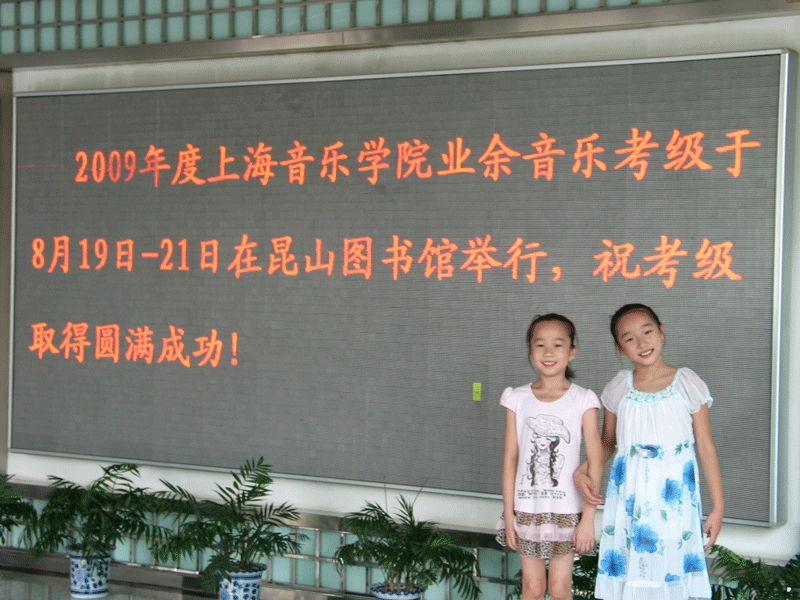 2009年度上海音乐学院业余音乐考级于
8月19日-21日在昆山图书馆举行，祝考级
取得圆满成功！